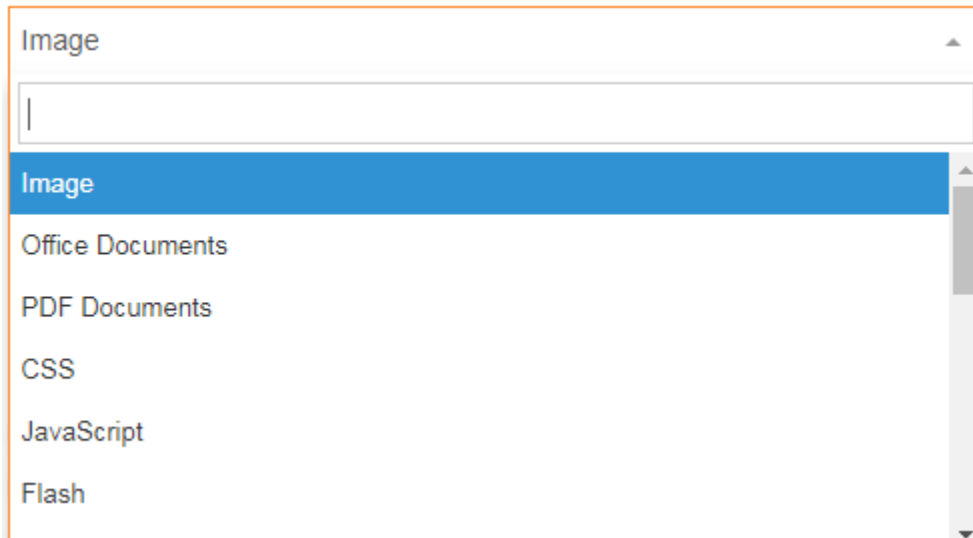 Image
Image
Office Documents
PDF Documents
CSS
JavaScript
Flash